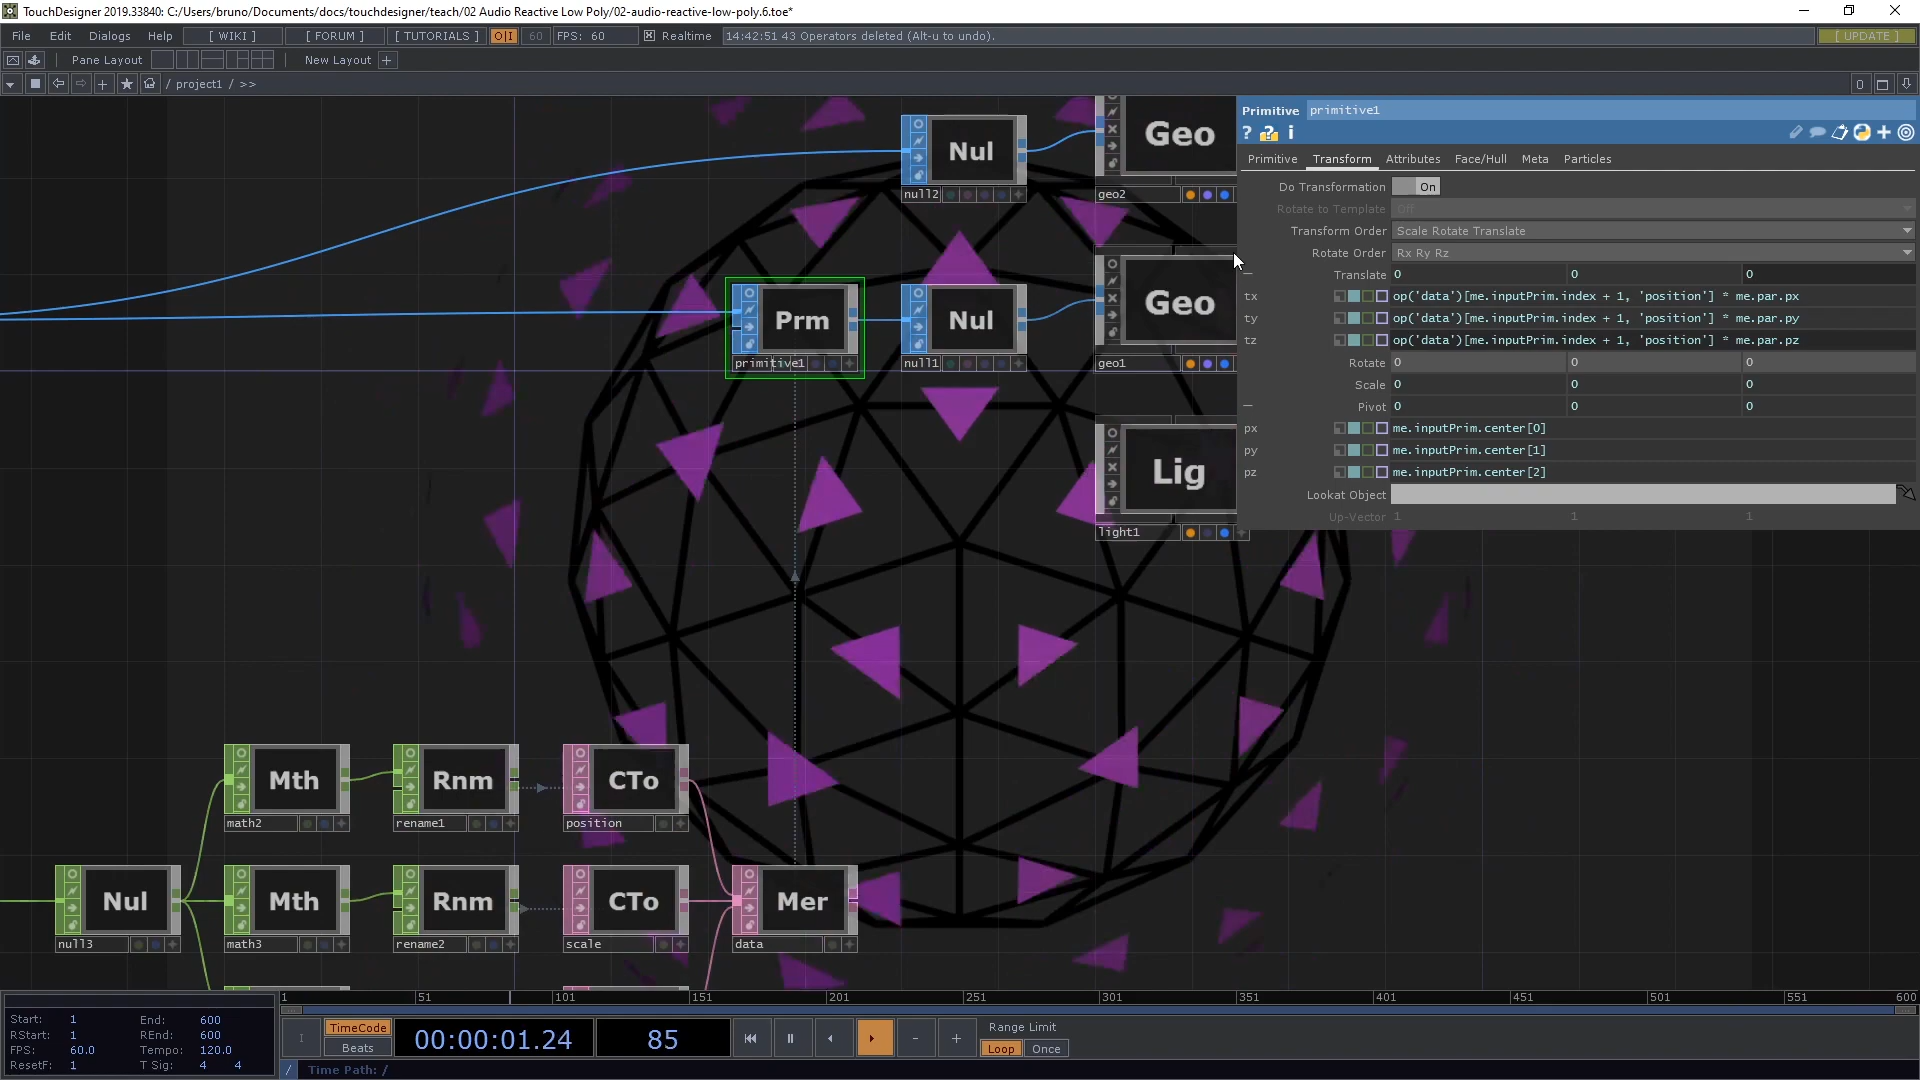 TouchDesigner 2019.33840: C:/Users/bruno/Documents/docs/touchdesigner/teach/02 Audio Reactive Low Poly/02-audio-reactive-low-poly.6.toe*
File Edit Dialogs Help [ WIKI ] [ FORUM ] [ TUTORIALS ] O|I 60 FPS: 60 Realtime 14:42:51 43 Operators deleted (Alt-u to undo). [ UPDATE ]
Pane Layout New Layout +
/ project1 / >> 0
Primitive primitive1
? ? i
Primitive Transform Attributes Face/Hull Meta Particles
Do Transformation On
Rotate to Template Off
Transform Order Scale Rotate Translate
Rotate Order Rx Ry Rz
Translate 0 0 0
tx op('data')[me.inputPrim.index + 1, 'position'] * me.par.px
ty op('data')[me.inputPrim.index + 1, 'position'] * me.par.py
tz op('data')[me.inputPrim.index + 1, 'position'] * me.par.pz
Rotate 0 0 0
Scale 0 0 0
Pivot 0 0 0
px me.inputPrim.center[0]
py me.inputPrim.center[1]
pz me.inputPrim.center[2]
Lookat Object
Up-Vector 1 1 1
Nul
null2
Geo
geo2
Prm
primitive1
Nul
null1
Geo
geo1
Lig
light1
Mth
math2
Rnm
rename1
CTo
position
Nul
null3
Mth
math3
Rnm
rename2
CTo
scale
Mer
data
1 51 101 151 201 251 301 351 401 451 501 551 600
Start: 1 End: 600
RStart: 1 REnd: 600
FPS: 60.0 Tempo: 120.0
ResetF: 1 T Sig: 4 4
TimeCode
Beats
00:00:01.24
85
- +
Range Limit
Loop Once
/ Time Path: /